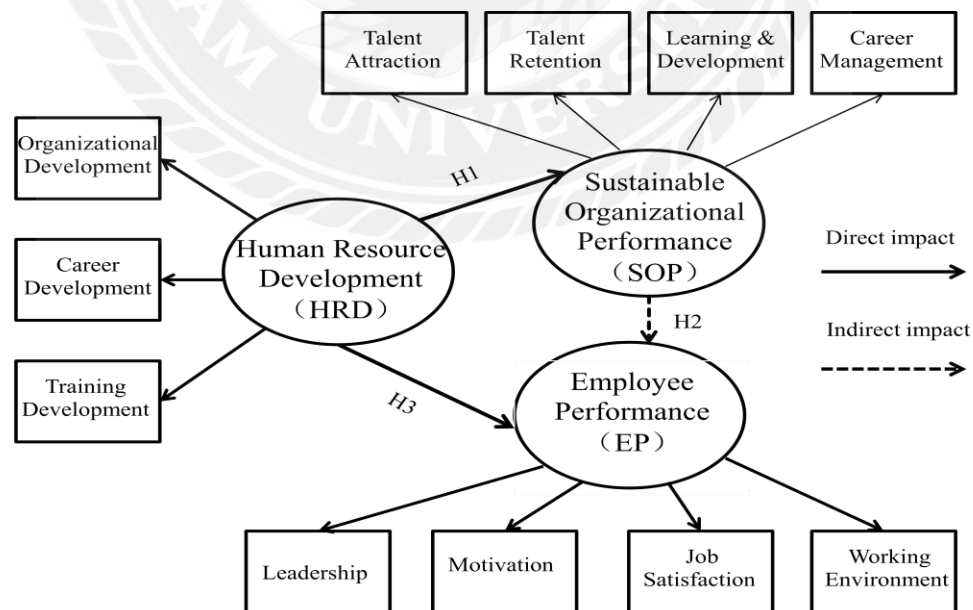 Talent
Attraction
Talent
Retention
Learning &
Development
Career
Management
AM UNIVERSITY
Organizational
Development
H1
Sustainable
Organizational
Performance
（SOP）
Human Resource
Development
（HRD）
Direct impact
Career
Development
H2
Indirect impact
Training
Development
H3
Employee
Performance
（EP）
Leadership
Motivation
Job
Satisfaction
Working
Environment